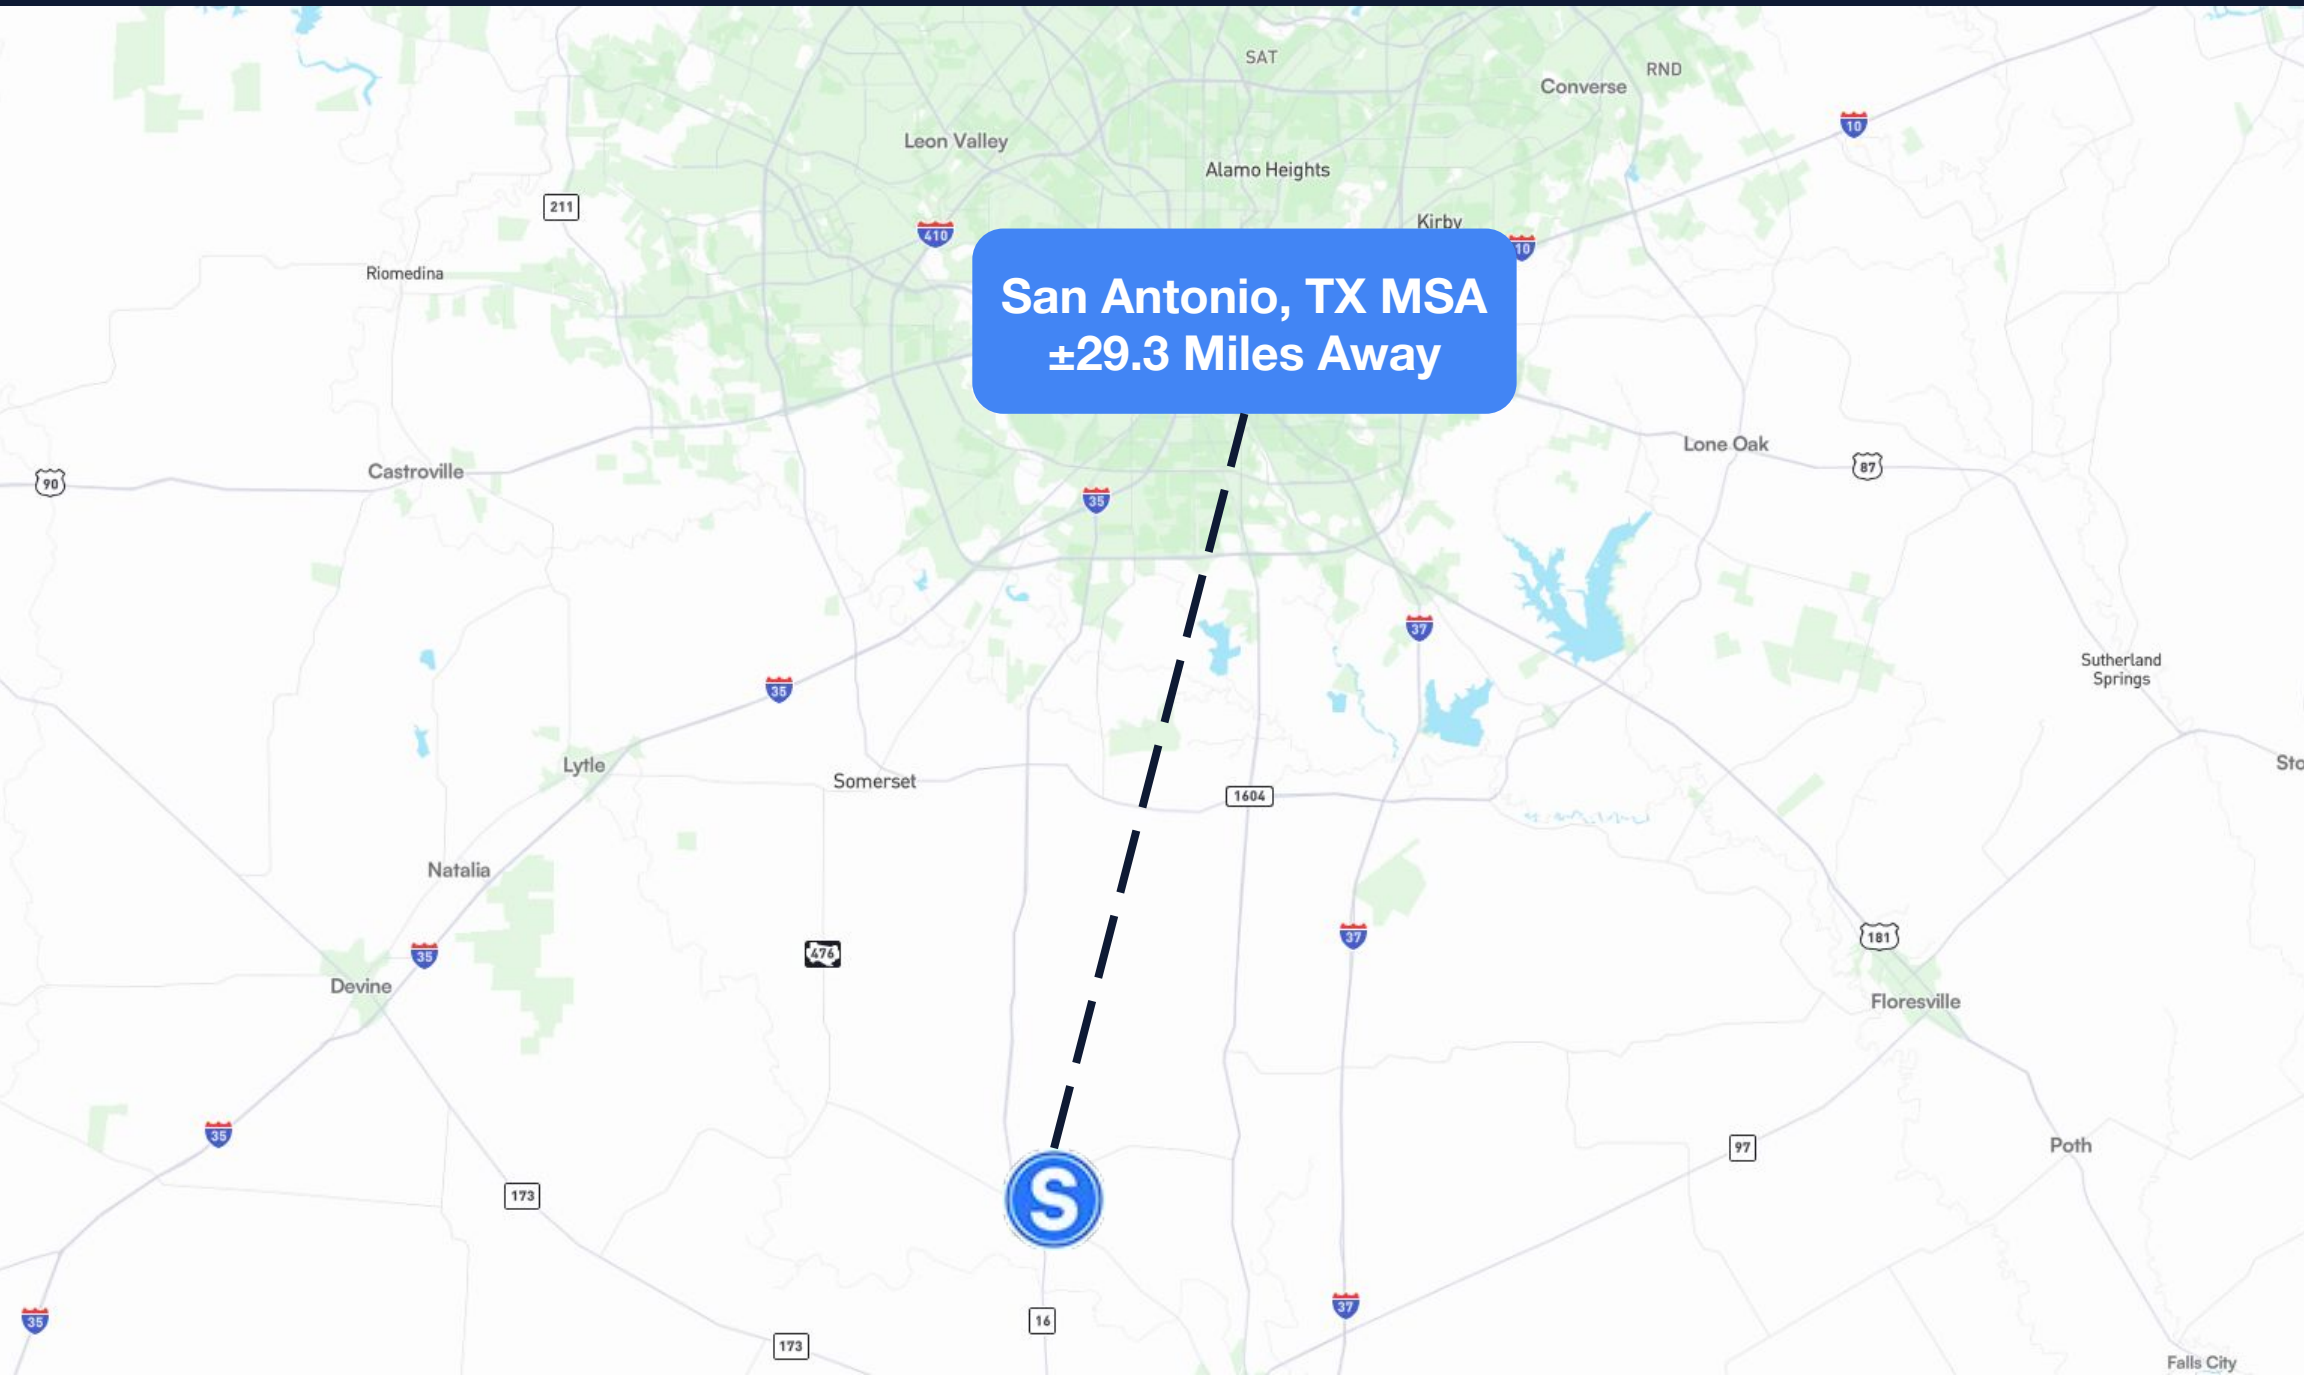 SAT
RND
Converse
10
Leon Valley
Alamo Heights
211
Kirby
410
10
Riomedina
San Antonio, TX MSA
±29.3 Miles Away
Lone Oak
87
Castroville
90
35
37
Sutherland
Springs
35
Lytle
Somerset
1604
Natalia
476
35
37
181
Devine
Floresville
35
97
Poth
173
S
37
16
35
173
Falls City